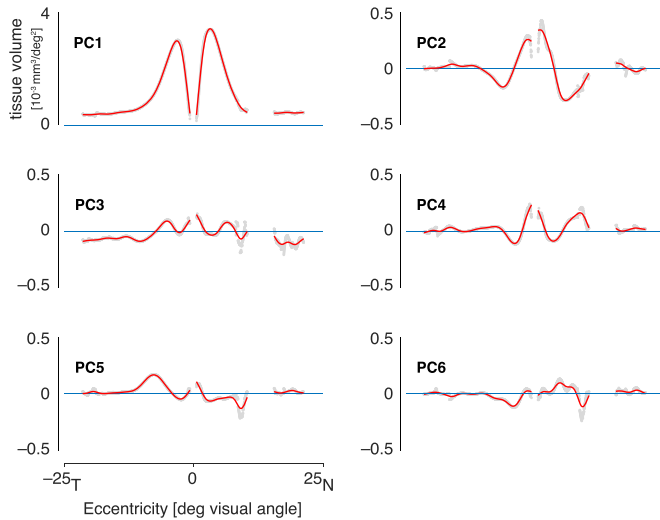 4
PC1
0
tissue volume
[10⁻³ mm³/deg²]
0.5
PC2
0
−0.5
0.5
PC3
0
−0.5
0.5
PC4
0
−0.5
0.5
PC5
0
−0.5
0.5
PC6
0
−0.5
−25T 0 25N
Eccentricity [deg visual angle]